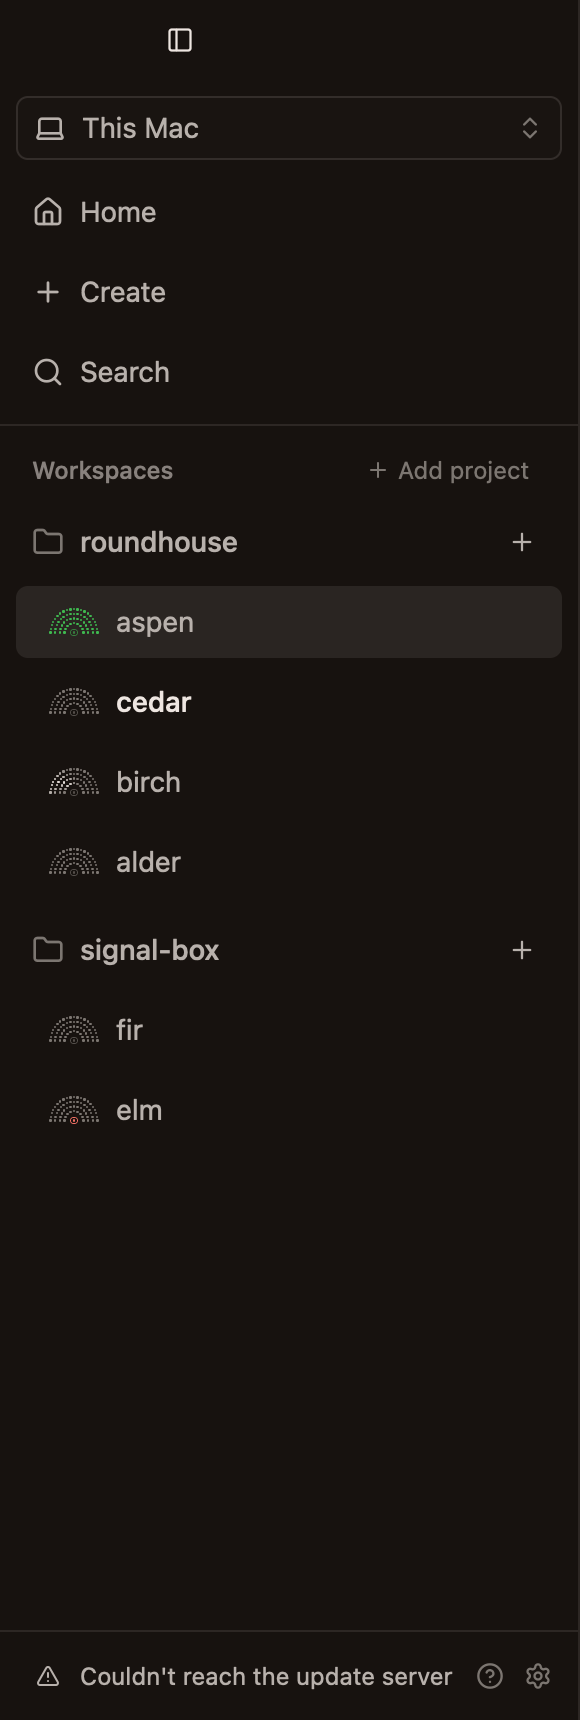 This Mac
Home
Create
Search
Workspaces
Add project
roundhouse
aspen
cedar
birch
alder
signal-box
fir
elm
Couldn't reach the update server